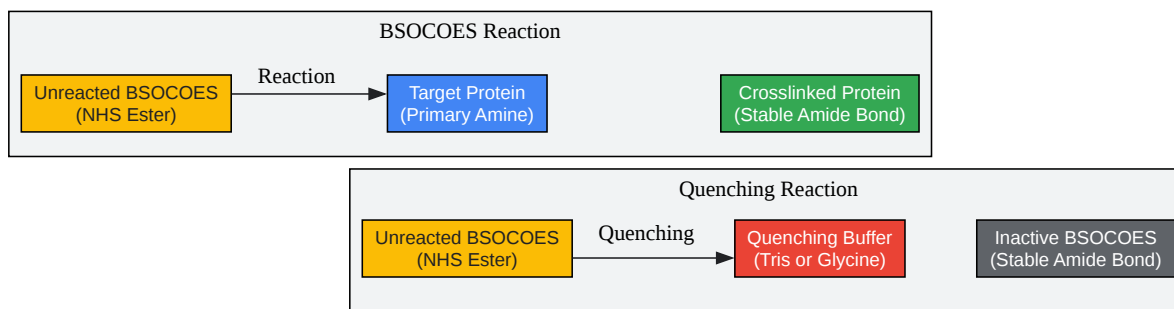 BSOCOES Reaction
Unreacted BSOCOES
(NHS Ester)
Reaction
Target Protein
(Primary Amine)
Crosslinked Protein
(Stable Amide Bond)
Quenching Reaction
Unreacted BSOCOES
(NHS Ester)
Quenching
Quenching Buffer
(Tris or Glycine)
Inactive BSOCOES
(Stable Amide Bond)